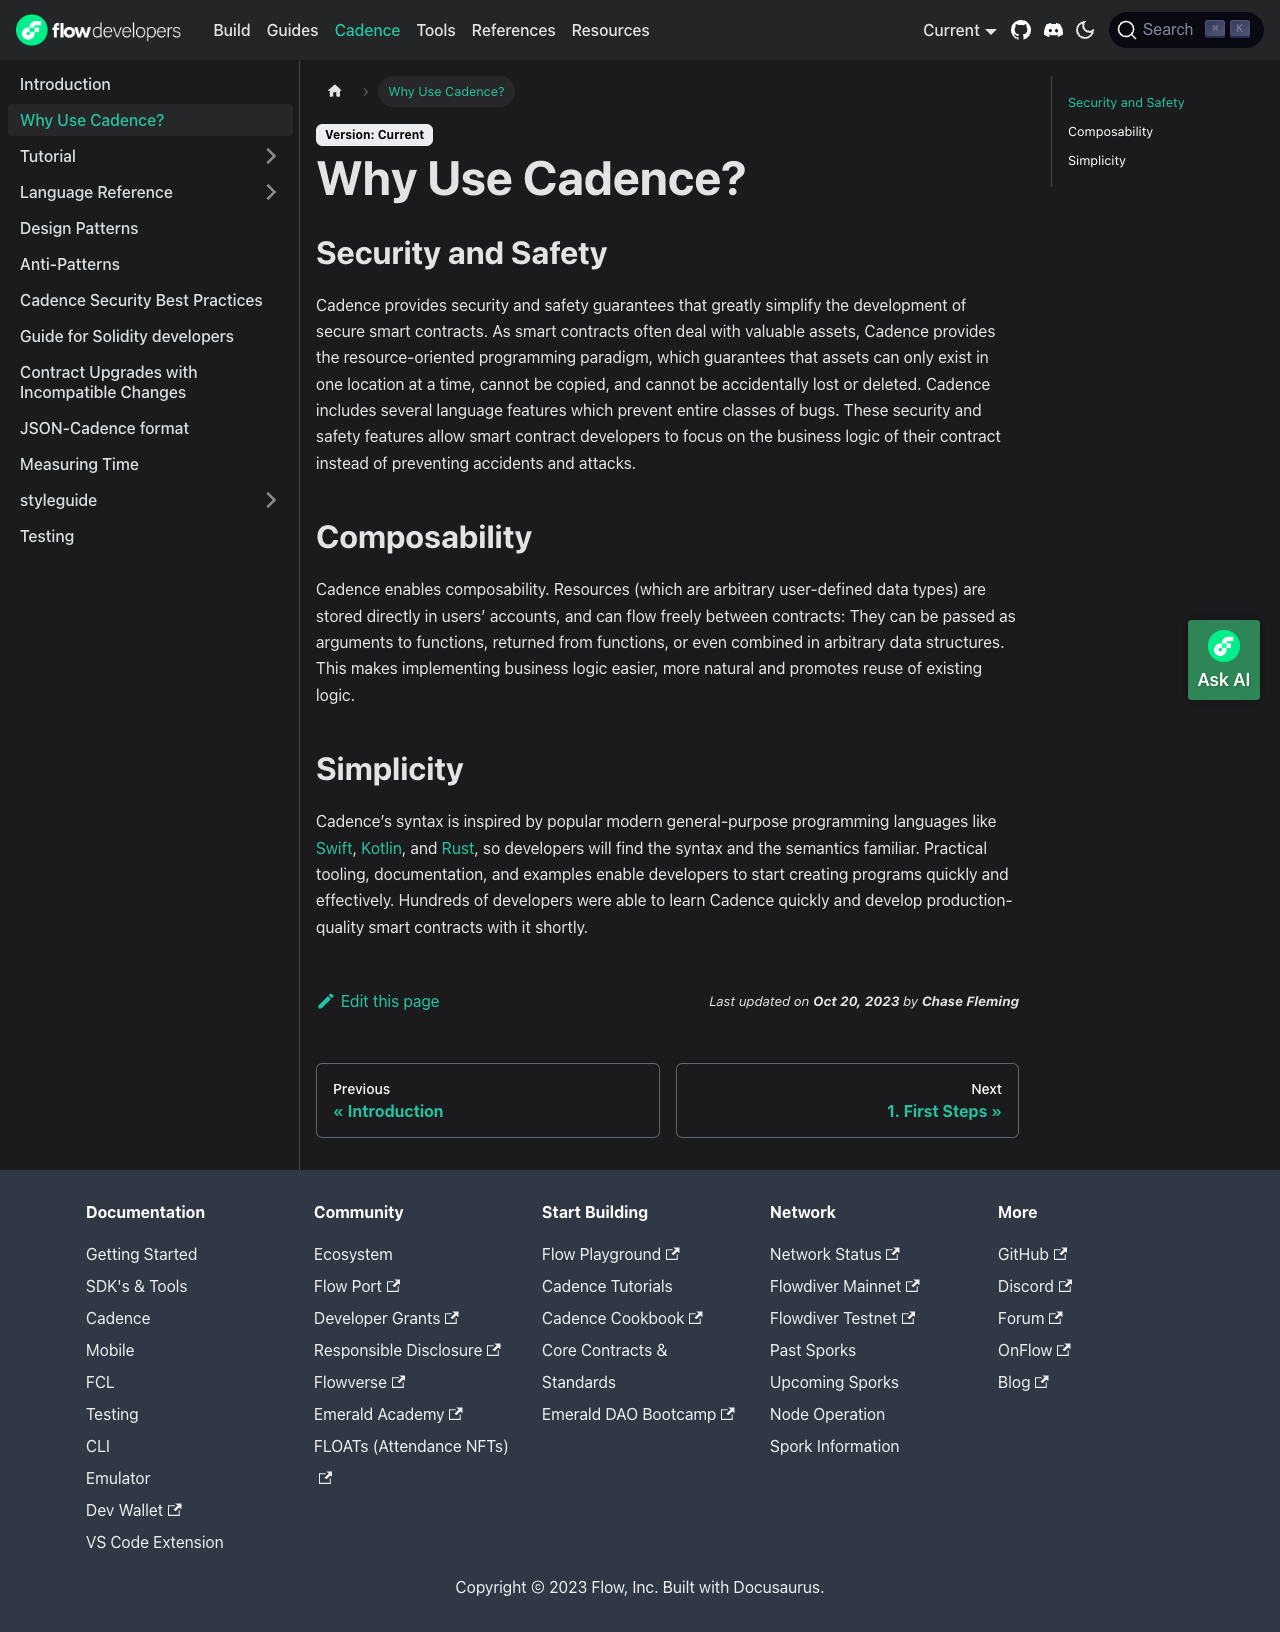 flowdevelopers
Build Guides Cadence Tools References Resources
Current
Search ⌘ K
Introduction
Why Use Cadence?
Tutorial
Language Reference
Design Patterns
Anti-Patterns
Cadence Security Best Practices
Guide for Solidity developers
Contract Upgrades with
Incompatible Changes
JSON-Cadence format
Measuring Time
styleguide
Testing
Why Use Cadence?
Version: Current
Why Use Cadence?
Security and Safety
Cadence provides security and safety guarantees that greatly simplify the development of
secure smart contracts. As smart contracts often deal with valuable assets, Cadence provides
the resource-oriented programming paradigm, which guarantees that assets can only exist in
one location at a time, cannot be copied, and cannot be accidentally lost or deleted. Cadence
includes several language features which prevent entire classes of bugs. These security and
safety features allow smart contract developers to focus on the business logic of their contract
instead of preventing accidents and attacks.
Composability
Cadence enables composability. Resources (which are arbitrary user-defined data types) are
stored directly in users’ accounts, and can flow freely between contracts: They can be passed as
arguments to functions, returned from functions, or even combined in arbitrary data structures.
This makes implementing business logic easier, more natural and promotes reuse of existing
logic.
Simplicity
Cadence’s syntax is inspired by popular modern general-purpose programming languages like
Swift, Kotlin, and Rust, so developers will find the syntax and the semantics familiar. Practical
tooling, documentation, and examples enable developers to start creating programs quickly and
effectively. Hundreds of developers were able to learn Cadence quickly and develop production-
quality smart contracts with it shortly.
Edit this page
Last updated on Oct 20, 2023 by Chase Fleming
Previous
« Introduction
Next
1. First Steps »
Security and Safety
Composability
Simplicity
Ask AI
Documentation
Getting Started
SDK's & Tools
Cadence
Mobile
FCL
Testing
CLI
Emulator
Dev Wallet
VS Code Extension
Community
Ecosystem
Flow Port
Developer Grants
Responsible Disclosure
Flowverse
Emerald Academy
FLOATs (Attendance NFTs)
Start Building
Flow Playground
Cadence Tutorials
Cadence Cookbook
Core Contracts &
Standards
Emerald DAO Bootcamp
Network
Network Status
Flowdiver Mainnet
Flowdiver Testnet
Past Sporks
Upcoming Sporks
Node Operation
Spork Information
More
GitHub
Discord
Forum
OnFlow
Blog
Copyright © 2023 Flow, Inc. Built with Docusaurus.